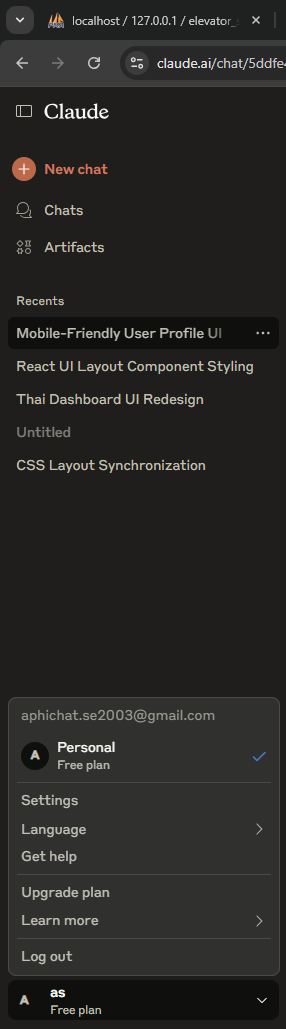 localhost / 127.0.0.1 / elevator_
claude.ai/chat/5ddfe
Claude
New chat
Chats
Artifacts
Recents
Mobile-Friendly User Profile UI
React UI Layout Component Styling
Thai Dashboard UI Redesign
Untitled
CSS Layout Synchronization
aphichat.se2003@gmail.com
A
Personal
Free plan
Settings
Language
Get help
Upgrade plan
Learn more
Log out
A
as
Free plan